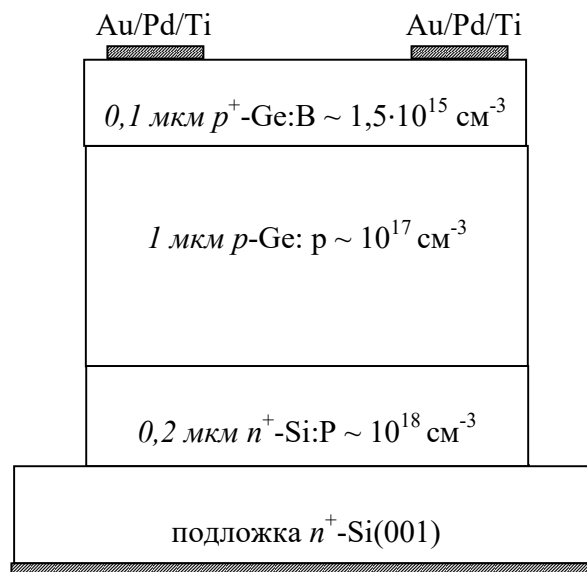 Au/Pd/Ti Au/Pd/Ti
0,1 мкм p⁺-Ge:B ~ 1,5·10¹⁵ см⁻³
1 мкм p-Ge: p ~ 10¹⁷ см⁻³
0,2 мкм n⁺-Si:P ~ 10¹⁸ см⁻³
подложка n⁺-Si(001)